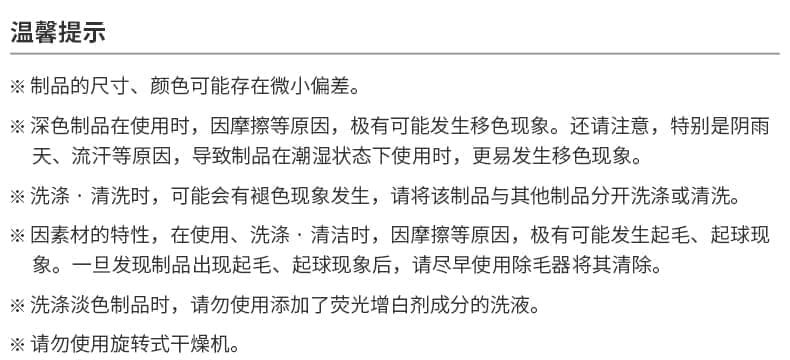 温馨提示
※ 制品的尺寸、颜色可能存在微小偏差。
※ 深色制品在使用时，因摩擦等原因，极有可能发生移色现象。还请注意，特别是阴雨
天、流汗等原因，导致制品在潮湿状态下使用时，更易发生移色现象。
※ 洗涤 · 清洗时，可能会有褪色现象发生，请将该制品与其他制品分开洗涤或清洗。
※ 因素材的特性，在使用、洗涤 · 清洁时，因摩擦等原因，极有可能发生起毛、起球现
象。一旦发现制品出现起毛、起球现象后，请尽早使用除毛器将其清除。
※ 洗涤淡色制品时，请勿使用添加了荧光增白剂成分的洗液。
※ 请勿使用旋转式干燥机。